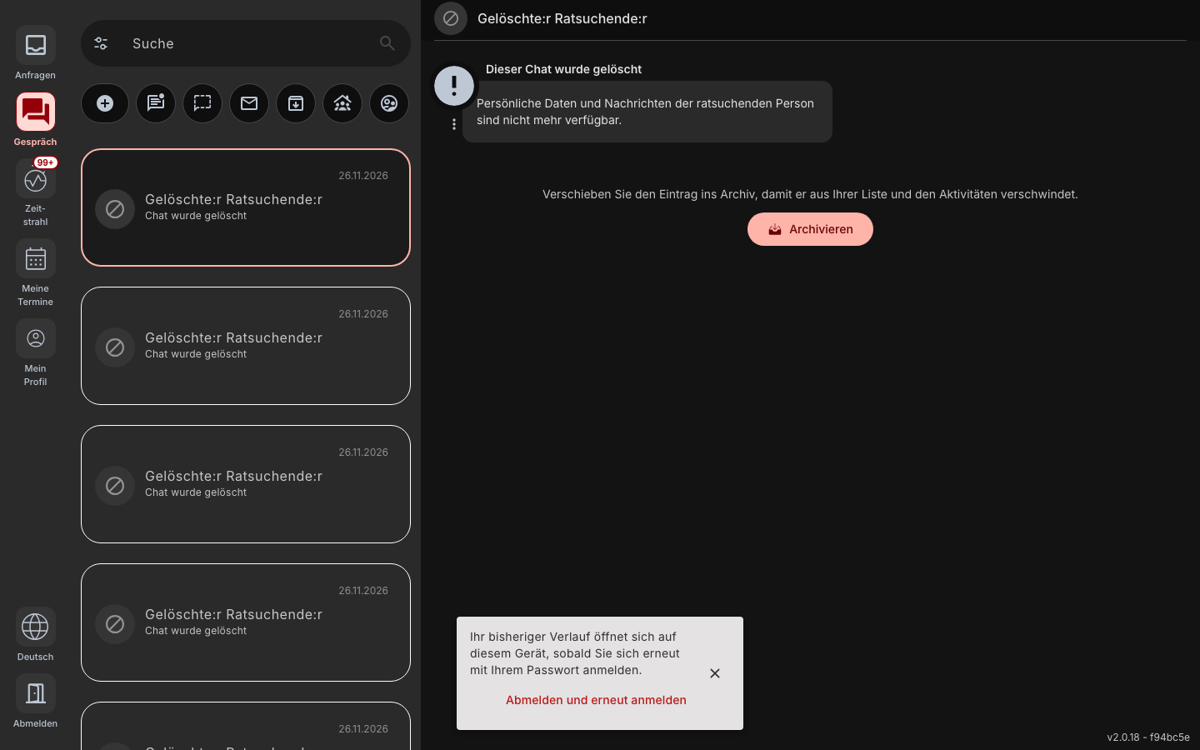 Anfragen
Gespräch
99+
Zeit-
strahl
Meine
Termine
Mein
Profil
Deutsch
Abmelden
Suche
26.11.2026
Gelöschte:r Ratsuchende:r
Chat wurde gelöscht
26.11.2026
Gelöschte:r Ratsuchende:r
Chat wurde gelöscht
26.11.2026
Gelöschte:r Ratsuchende:r
Chat wurde gelöscht
26.11.2026
Gelöschte:r Ratsuchende:r
Chat wurde gelöscht
26.11.2026
Gelöschte:r Ratsuchende:r
Gelöschte:r Ratsuchende:r
Dieser Chat wurde gelöscht
Persönliche Daten und Nachrichten der ratsuchenden Person
sind nicht mehr verfügbar.
Verschieben Sie den Eintrag ins Archiv, damit er aus Ihrer Liste und den Aktivitäten verschwindet.
Archivieren
Ihr bisheriger Verlauf öffnet sich auf
diesem Gerät, sobald Sie sich erneut
mit Ihrem Passwort anmelden.
Abmelden und erneut anmelden
v2.0.18 - f94bc5e